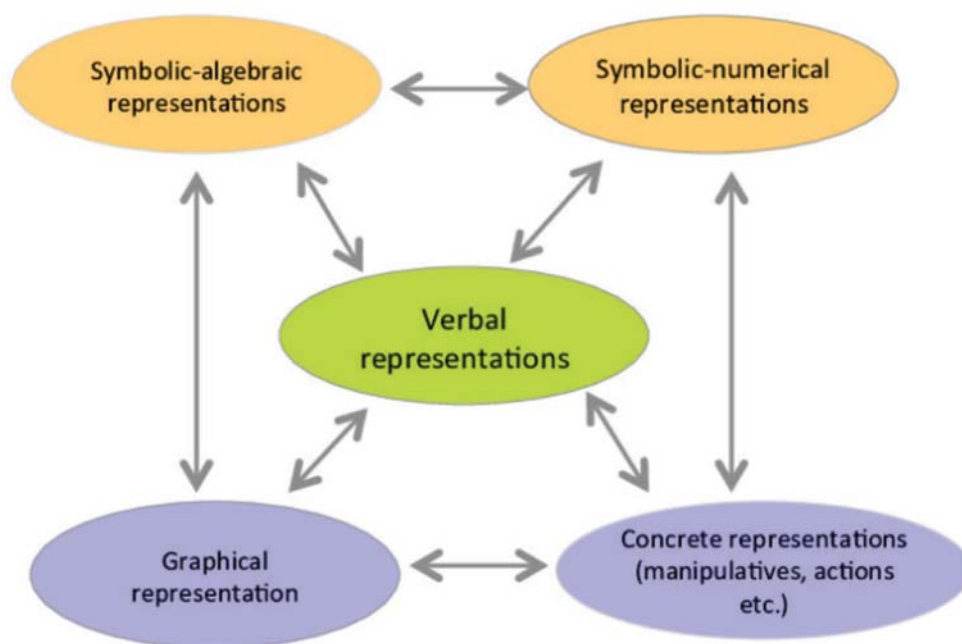 Symbolic-algebraic
representations
Symbolic-numerical
representations
Verbal
representations
Graphical
representation
Concrete representations
(manipulatives, actions
etc.)